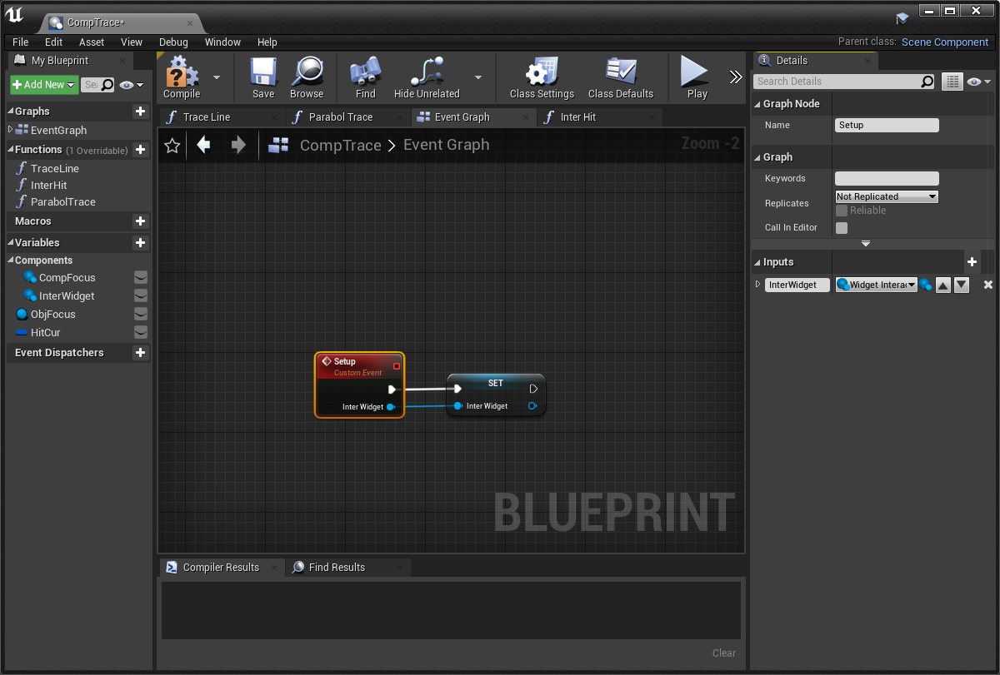 CompTrace*
File Edit Asset View Debug Window Help
Parent class: Scene Component
My Blueprint
Add New
Graphs
EventGraph
Functions (1 Overridable)
TraceLine
InterHit
ParabolTrace
Macros
Variables
Components
CompFocus
InterWidget
ObjFocus
HitCur
Event Dispatchers
Compile Save Browse Find Hide Unrelated Class Settings Class Defaults Play
Trace Line Parabol Trace Event Graph Inter Hit
CompTrace > Event Graph
Zoom -2
Setup
Custom Event
Inter Widget
SET
Inter Widget
BLUEPRINT
Compiler Results Find Results
Clear
Details
Search Details
Graph Node
Name Setup
Graph
Keywords
Replicates Not Replicated
Reliable
Call In Editor
Inputs
InterWidget Widget Interac